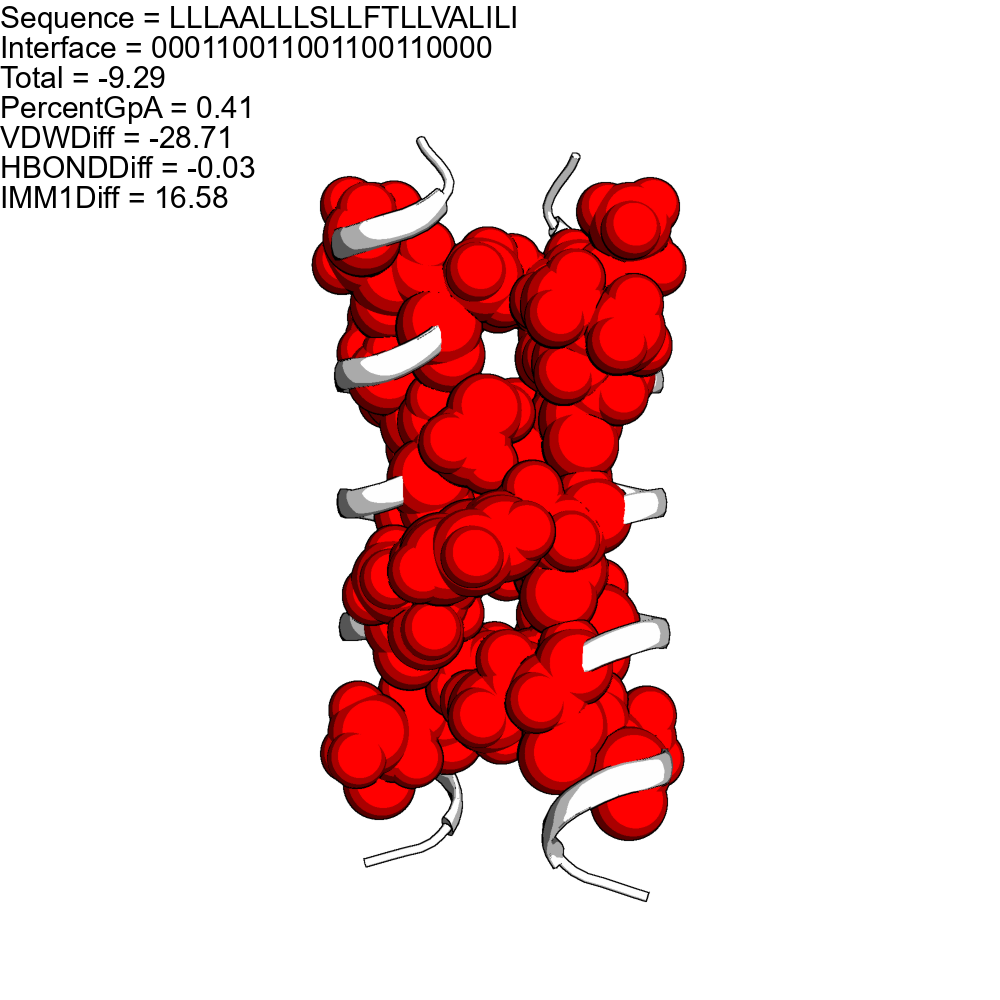 Sequence = LLLAALLLSLLFTLLVALILI
Interface = 000110011001100110000
Total = -9.29
PercentGpA = 0.41
VDWDiff = -28.71
HBONDDiff = -0.03
IMM1Diff = 16.58